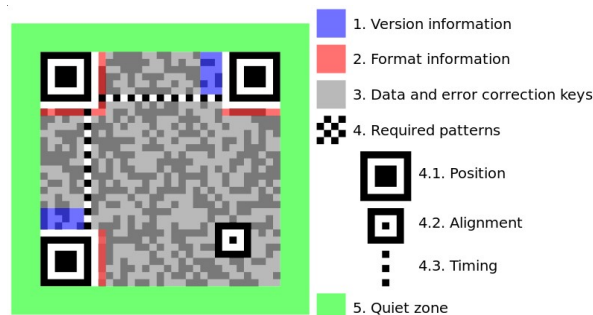 1. Version information
2. Format information
3. Data and error correction keys
4. Required patterns
4.1. Position
4.2. Alignment
4.3. Timing
5. Quiet zone